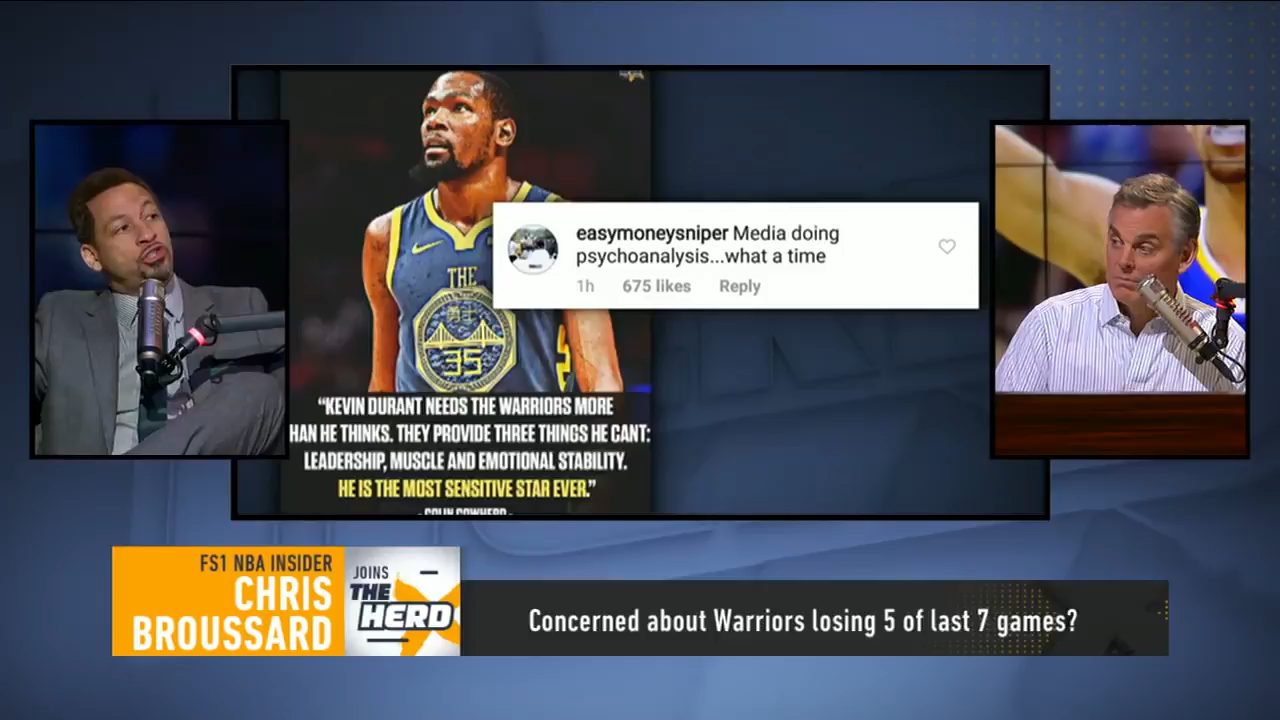 easymoneysniper Media doing
psychoanalysis...what a time
1h 675 likes Reply
THE
35
“KEVIN DURANT NEEDS THE WARRIORS MORE
HAN HE THINKS. THEY PROVIDE THREE THINGS HE CANT:
LEADERSHIP, MUSCLE AND EMOTIONAL STABILITY.
HE IS THE MOST SENSITIVE STAR EVER.”
- COLIN COWHERD -
FS1 NBA INSIDER
CHRIS
BROUSSARD
JOINS
THE
HERD
Concerned about Warriors losing 5 of last 7 games?